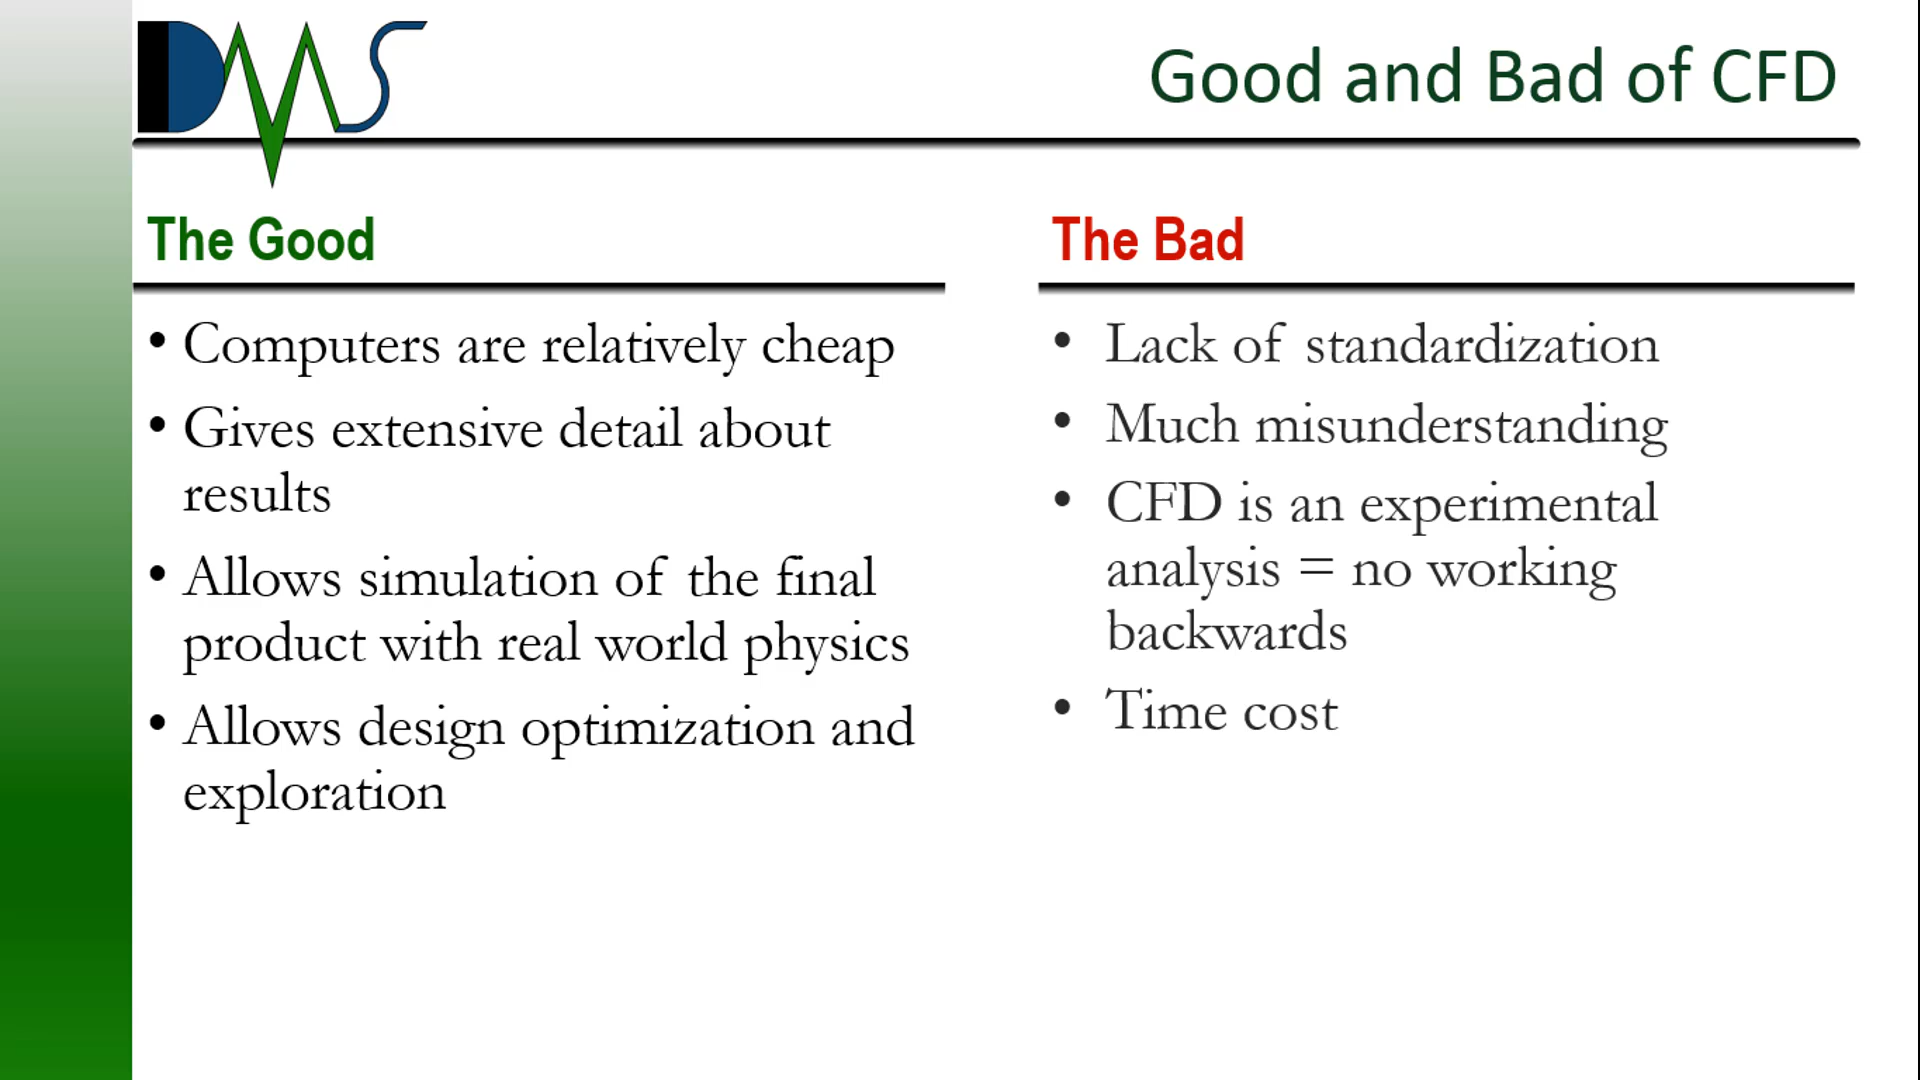 DMS
Good and Bad of CFD
The Good
• Computers are relatively cheap
• Gives extensive detail about
results
• Allows simulation of the final
product with real world physics
• Allows design optimization and
exploration
The Bad
• Lack of standardization
• Much misunderstanding
• CFD is an experimental
analysis = no working
backwards
• Time cost